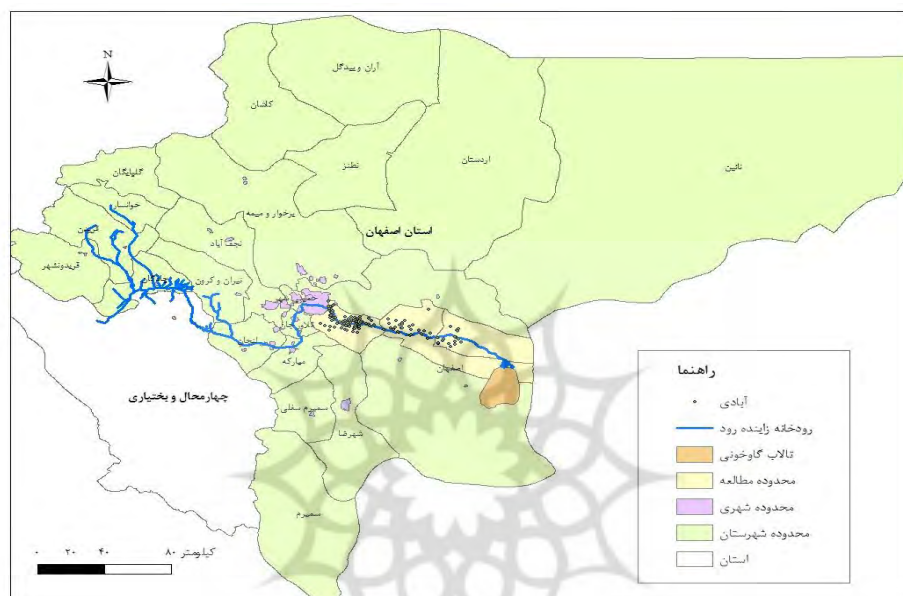 N
آران و بیدگل
کاشان
اردستان
نائین
نطنز
گلپایگان
خوانسار
برخوار و میمه
استان اصفهان
نجف آباد
فریدونشهر
تیران و کرون
مبارکه
اصفهان
چهارمحال و بختیاری
سمیرم سفلی
شهرضا
سمیرم
راهنما
آبادی
رودخانه زاینده رود
تالاب گاوخونی
محدوده مطالعه
محدوده شهری
محدوده شهرستان
استان
۰ ۲۰ ۴۰ ۸۰ کیلومتر